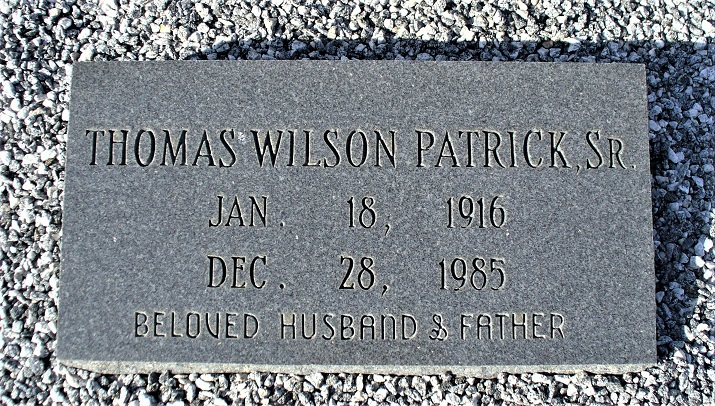 THOMAS WILSON PATRICK, SR.
JAN. 18, 1916
DEC. 28, 1985
BELOVED HUSBAND & FATHER